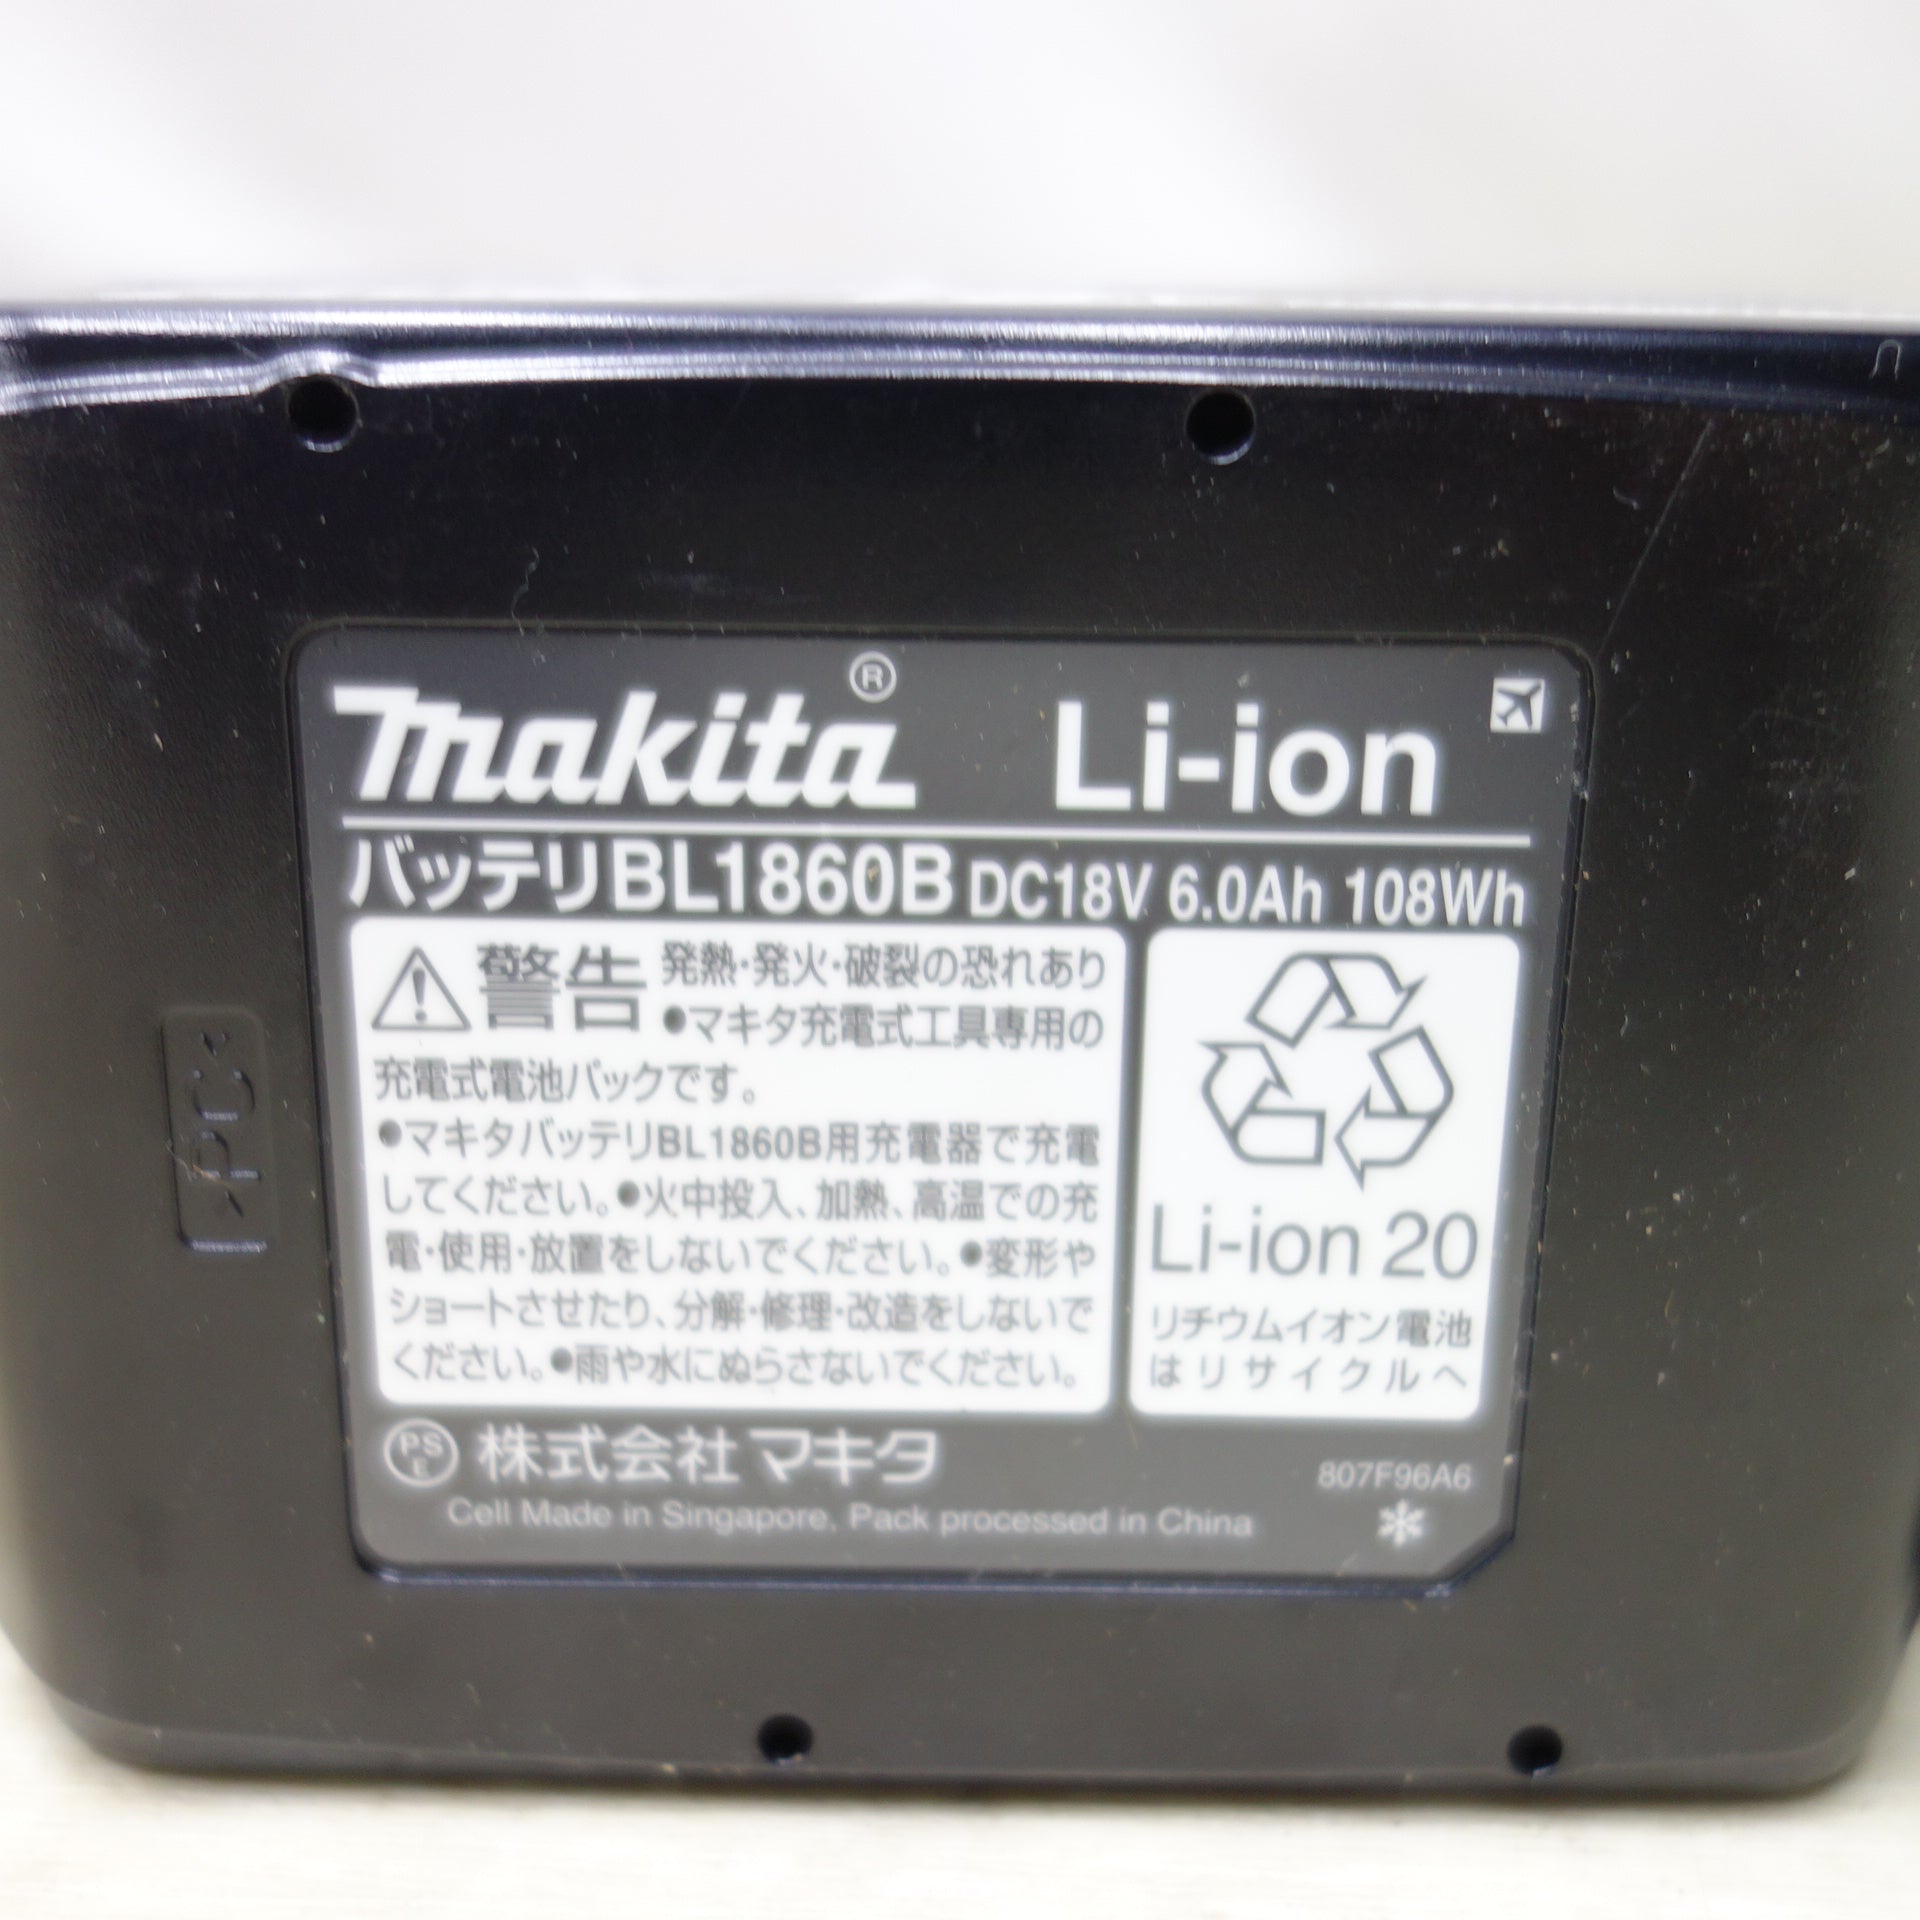 makita® Li-ion
バッテリBL1860B DC18V 6.0Ah 108Wh
警告 発熱・発火・破裂の恐れあり
●マキタ充電式工具専用の
充電式電池パックです。
●マキタバッテリBL1860B用充電器で充電
してください。●火中投入、加熱、高温での充
電・使用・放置をしないでください。●変形や
ショートさせたり、分解・修理・改造をしないで
ください。●雨や水にぬらさないでください。
Li-ion 20
リチウムイオン電池
はリサイクルへ
PS
E
株式会社マキタ
807F96A6
Cell Made in Singapore, Pack processed in China
>PC<